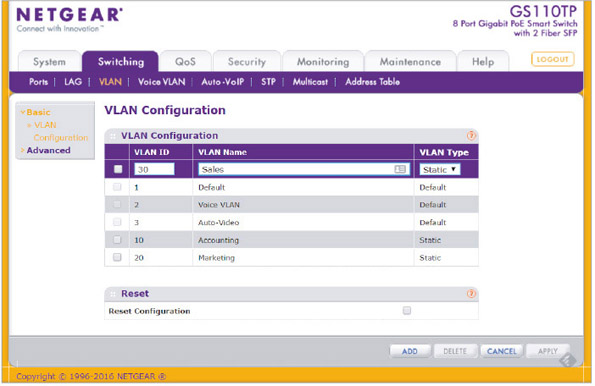 NETGEAR®
Connect with Innovation™
GS110TP
8 Port Gigabit PoE Smart Switch
with 2 Fiber SFP
System Switching QoS Security Monitoring Maintenance Help LOGOUT
Ports | LAG | VLAN | Voice VLAN | Auto-VoIP | STP | Multicast | Address Table
Basic
VLAN
Configuration
Advanced
VLAN Configuration
VLAN Configuration
VLAN ID VLAN Name VLAN Type
30 Sales Static
1 Default Default
2 Voice VLAN Default
3 Auto-Video Default
10 Accounting Static
20 Marketing Static
Reset
Reset Configuration
ADD DELETE CANCEL APPLY
Copyright © 1996-2016 NETGEAR ®